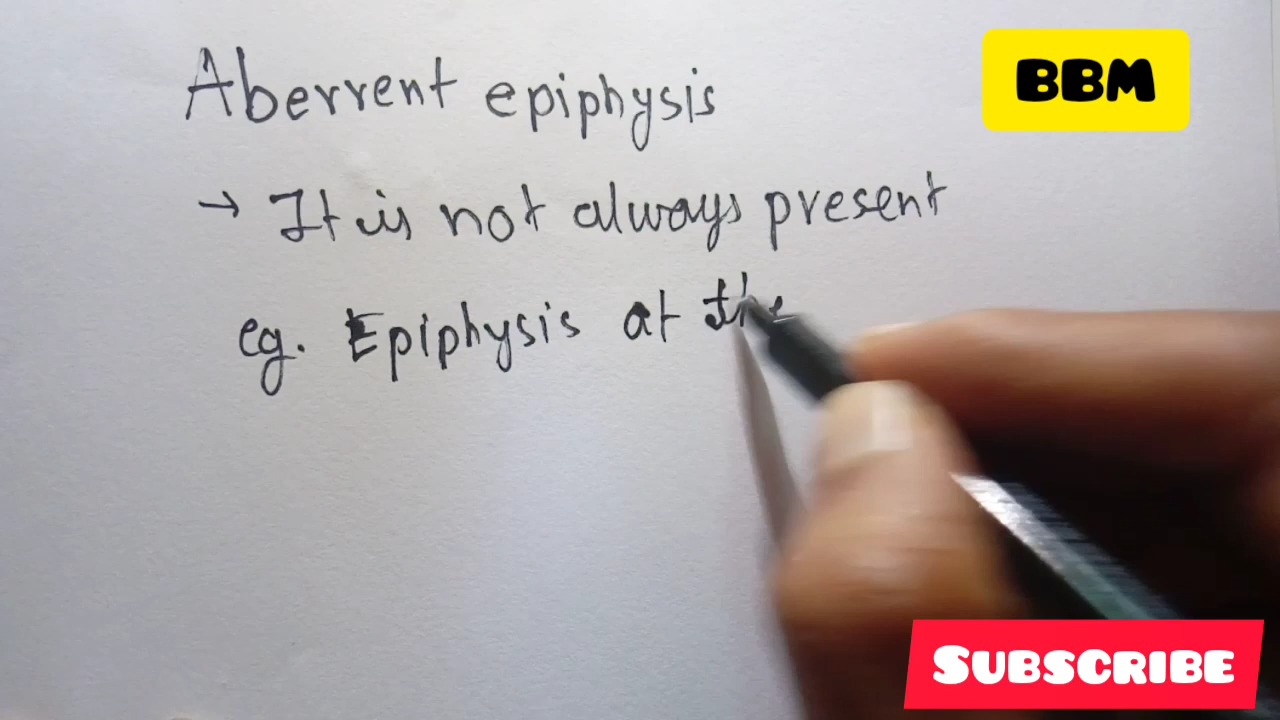 Aberrent epiphysis
BBM
→ It is not always present
eg. Epiphysis at the
SUBSCRIBE